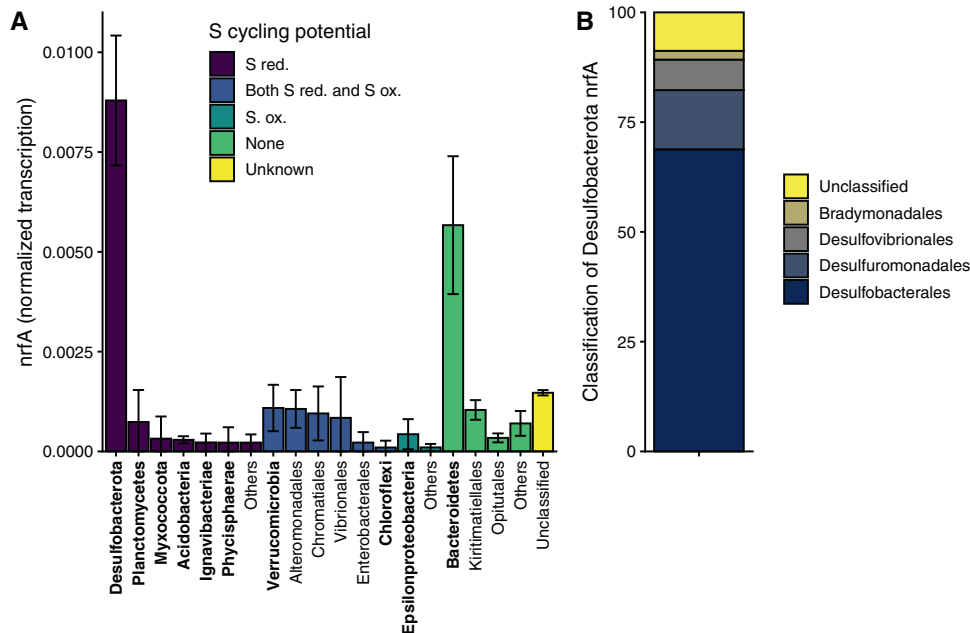 A
S cycling potential
S red.
Both S red. and S ox.
S. ox.
None
Unknown
nrfA (normalized transcription)
0.0100
0.0075
0.0050
0.0025
0.0000
Desulfobacterota
Planctomycetes
Myxococcota
Acidobacteria
Ignavibacteriae
Phycisphaerae
Others
Verrucomicrobia
Alteromonadales
Chromatiales
Vibrionales
Enterobacterales
Chloroflexi
Epsilonproteobacteria
Others
Bacteroidetes
Kiritimatiellales
Opitutales
Others
Unclassified
B
Classification of Desulfobacterota nrfA
100
75
50
25
0
Unclassified
Bradymonadales
Desulfovibrionales
Desulfuromonadales
Desulfobacterales